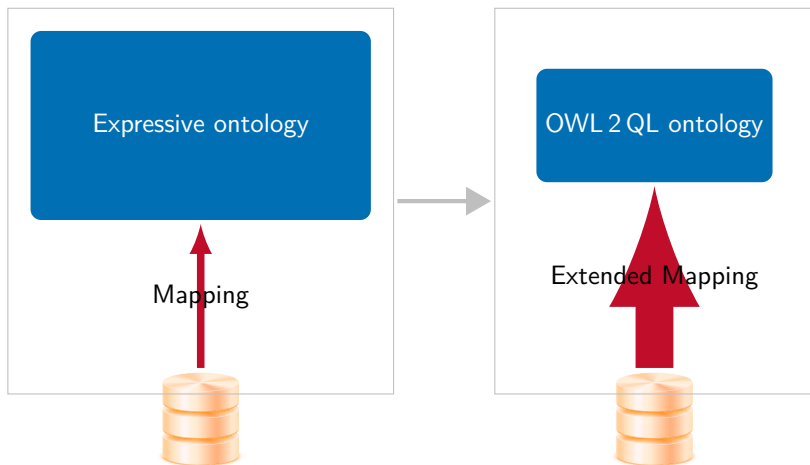 Expressive ontology
OWL 2 QL ontology
Mapping
Extended Mapping